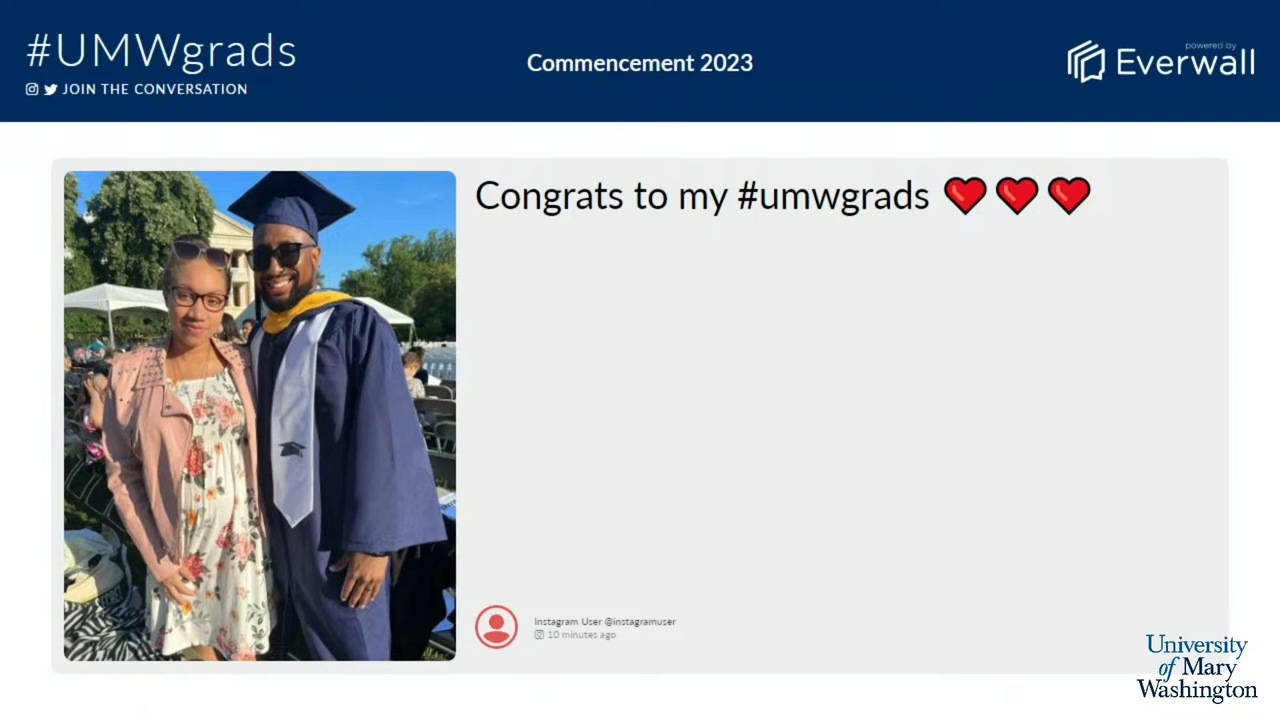 #UMWgrads
JOIN THE CONVERSATION
Commencement 2023
powered by
Everwall
Congrats to my #umwgrads ❤❤❤
Instagram User @instagramuser
10 minutes ago
University
of Mary
Washington